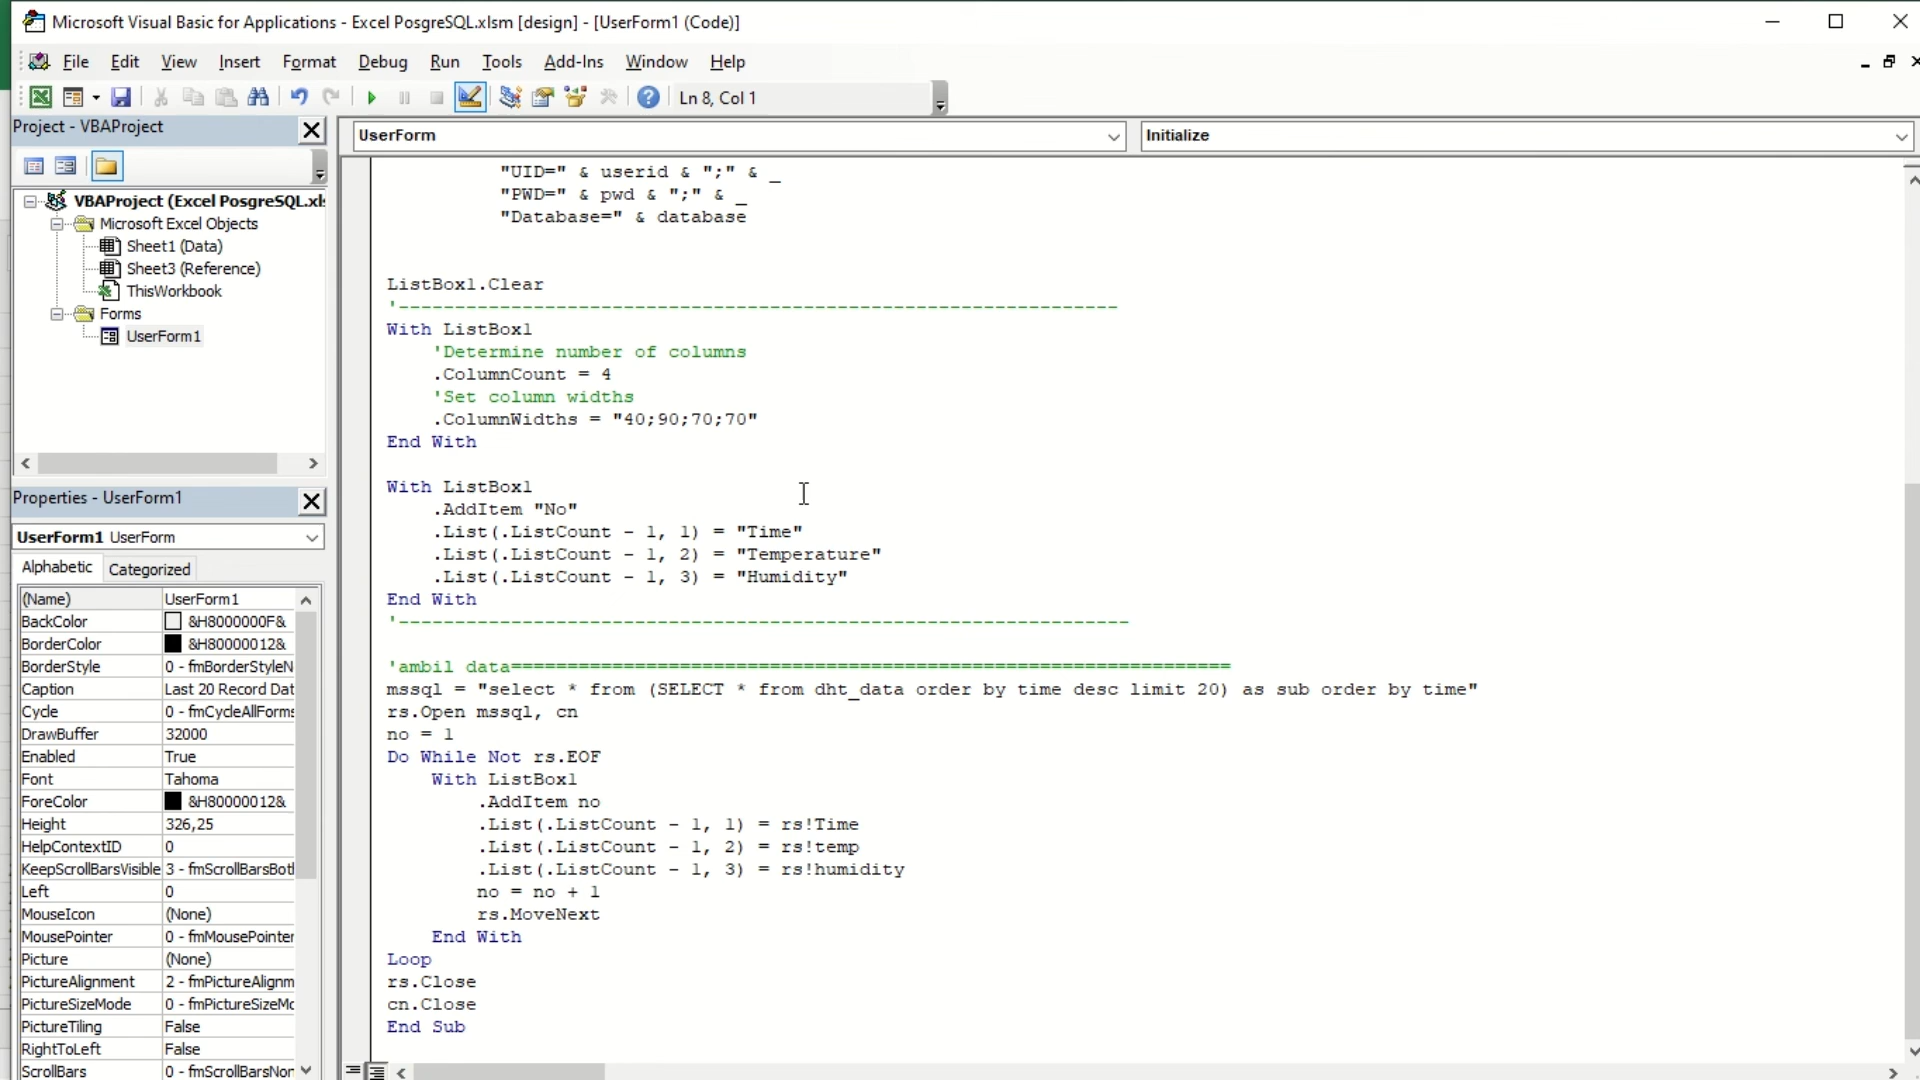 Microsoft Visual Basic for Applications - Excel PosgreSQL.xlsm [design] - [UserForm1 (Code)]
File Edit View Insert Format Debug Run Tools Add-Ins Window Help
Ln 8, Col 1
Project - VBAProject
VBAProject (Excel PosgreSQL.xl
Microsoft Excel Objects
Sheet1 (Data)
Sheet3 (Reference)
ThisWorkbook
Forms
UserForm1
Properties - UserForm1
UserForm1 UserForm
Alphabetic Categorized
(Name) UserForm1
BackColor &H8000000F&
BorderColor &H80000012&
BorderStyle 0 - fmBorderStyleN
Caption Last 20 Record Dat
Cycle 0 - fmCycleAllForms
DrawBuffer 32000
Enabled True
Font Tahoma
ForeColor &H80000012&
Height 326,25
HelpContextID 0
KeepScrollBarsVisible 3 - fmScrollBarsBotl
Left 0
MouseIcon (None)
MousePointer 0 - fmMousePointer
Picture (None)
PictureAlignment 2 - fmPictureAlignm
PictureSizeMode 0 - fmPictureSizeMc
PictureTiling False
RightToLeft False
ScrollBars 0 - fmScrollBarsNor
UserForm Initialize
"UID=" & userid & ";" & _
"PWD=" & pwd & ";" & _
"Database=" & database
ListBox1.Clear
'----------------------------------------------------------------
With ListBox1
'Determine number of columns
.ColumnCount = 4
'Set column widths
.ColumnWidths = "40;90;70;70"
End With
With ListBox1
.AddItem "No"
.List(.ListCount - 1, 1) = "Time"
.List(.ListCount - 1, 2) = "Temperature"
.List(.ListCount - 1, 3) = "Humidity"
End With
'-----------------------------------------------------------------
'ambil data================================================================
mssql = "select * from (SELECT * from dht_data order by time desc limit 20) as sub order by time"
rs.Open mssql, cn
no = 1
Do While Not rs.EOF
With ListBox1
.AddItem no
.List(.ListCount - 1, 1) = rs!Time
.List(.ListCount - 1, 2) = rs!temp
.List(.ListCount - 1, 3) = rs!humidity
no = no + 1
rs.MoveNext
End With
Loop
rs.Close
cn.Close
End Sub